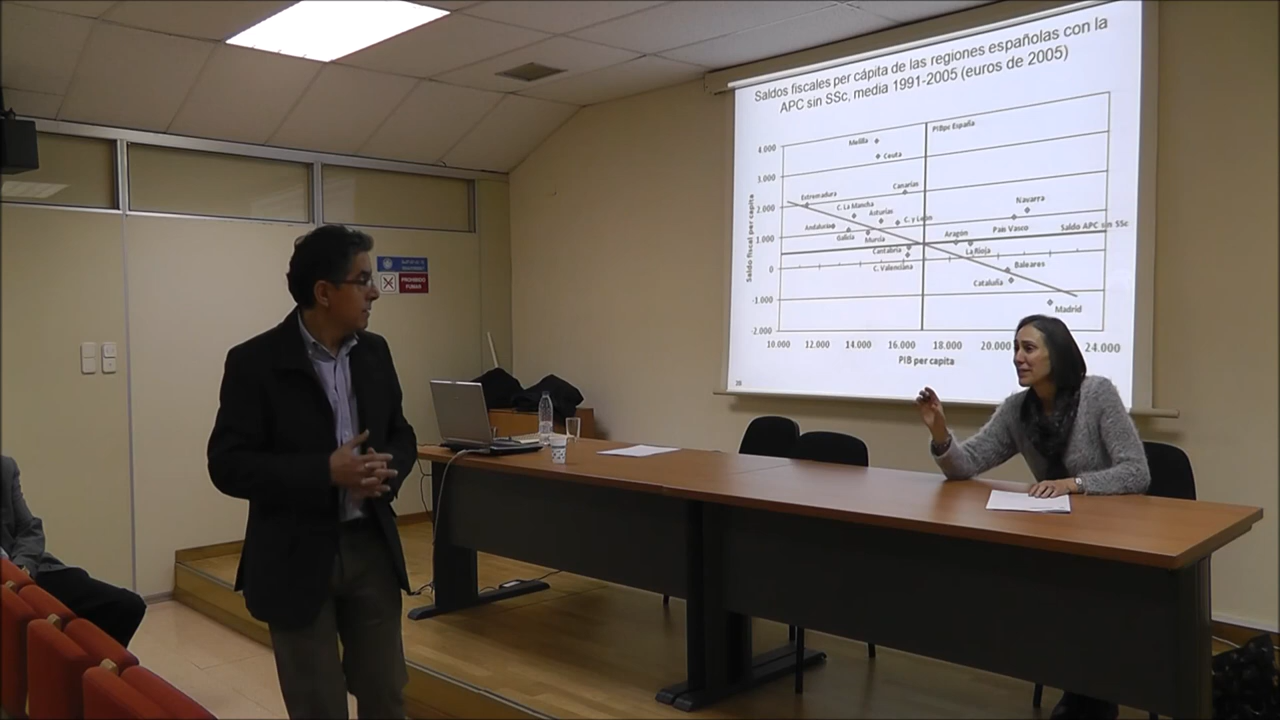 Saldos fiscales per cápita de las regiones españolas con la
APC sin SSc, media 1991-2005 (euros de 2005)
Melilla
PIBpc España
4.000
Ceuta
3.000
Canarias
Extremadura
Navarra
2.000
C. La Mancha
Asturias
C. y León
Andalucía
País Vasco
Saldo APC sin SSc
Galicia
Murcia
Aragón
1.000
Cantabria
La Rioja
C. Valenciana
Baleares
0
Cataluña
-1.000
Madrid
-2.000
Saldo fiscal per capita
10.000 12.000 14.000 16.000 18.000 20.000 24.000
PIB per capita
PROHIBIDO
FUMAR